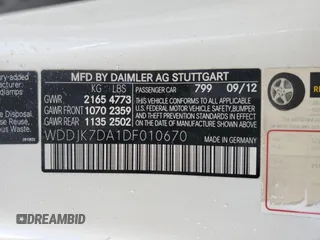 MFD BY DAIMLER AG STUTTGART
KG LBS
GVWR 2165 4773
GAWR FRONT 1070 2359
GAWR REAR 1135 2502
PASSENGER CAR 799 09/12
THIS VEHICLE CONFORMS TO ALL APPLICABLE
U.S. FEDERAL MOTOR VEHICLE SAFETY,
BUMPER, AND THEFT PREVENTION STANDARDS
IN EFFECT ON THE DATE OF
MANUFACTURE SHOWN ABOVE.
WDDJK7DA1DF010670
MADE IN GERMANY
DREAMBID